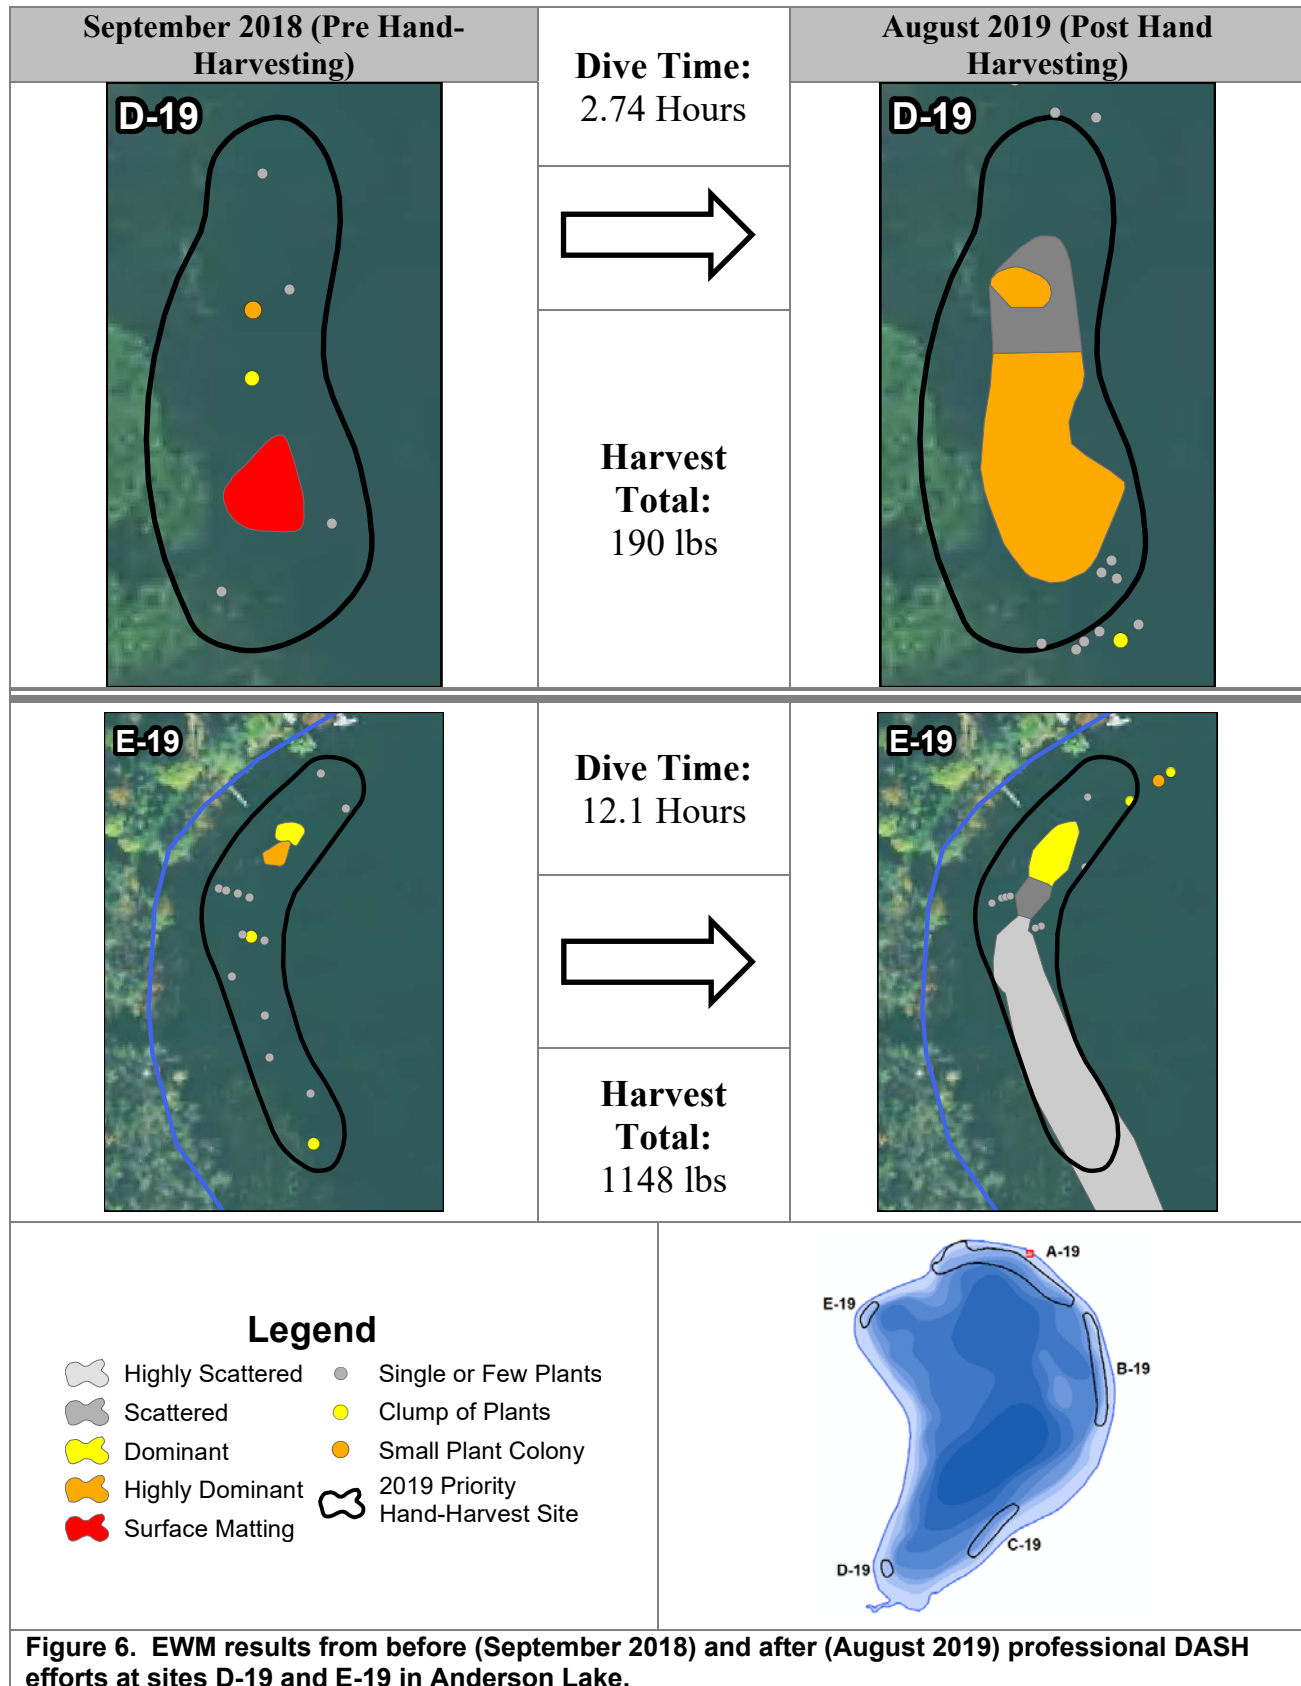 September 2018 (Pre Hand-
Harvesting)
Dive Time:
2.74 Hours
August 2019 (Post Hand
Harvesting)
D-19
D-19
Harvest
Total:
190 lbs
E-19
Dive Time:
12.1 Hours
E-19
Harvest
Total:
1148 lbs
Legend
Highly Scattered
Scattered
Dominant
Highly Dominant
Surface Matting
Single or Few Plants
Clump of Plants
Small Plant Colony
2019 Priority
Hand-Harvest Site
A-19
E-19
B-19
C-19
D-19
Figure 6. EWM results from before (September 2018) and after (August 2019) professional DASH
efforts at sites D-19 and E-19 in Anderson Lake.